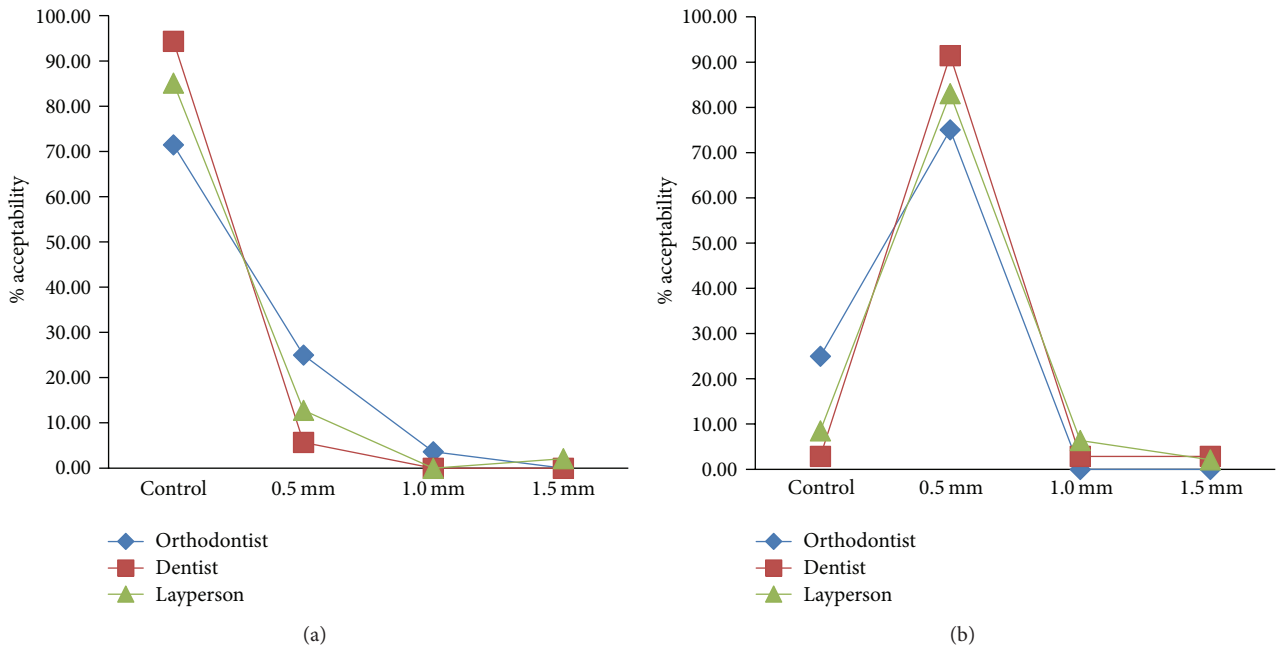 100.00
90.00
80.00
70.00
60.00
50.00
40.00
30.00
20.00
10.00
0.00
% acceptability
Control 0.5 mm 1.0 mm 1.5 mm
Orthodontist
Dentist
Layperson
(a)
100.00
90.00
80.00
70.00
60.00
50.00
40.00
30.00
20.00
10.00
0.00
% acceptability
Control 0.5 mm 1.0 mm 1.5 mm
Orthodontist
Dentist
Layperson
(b)